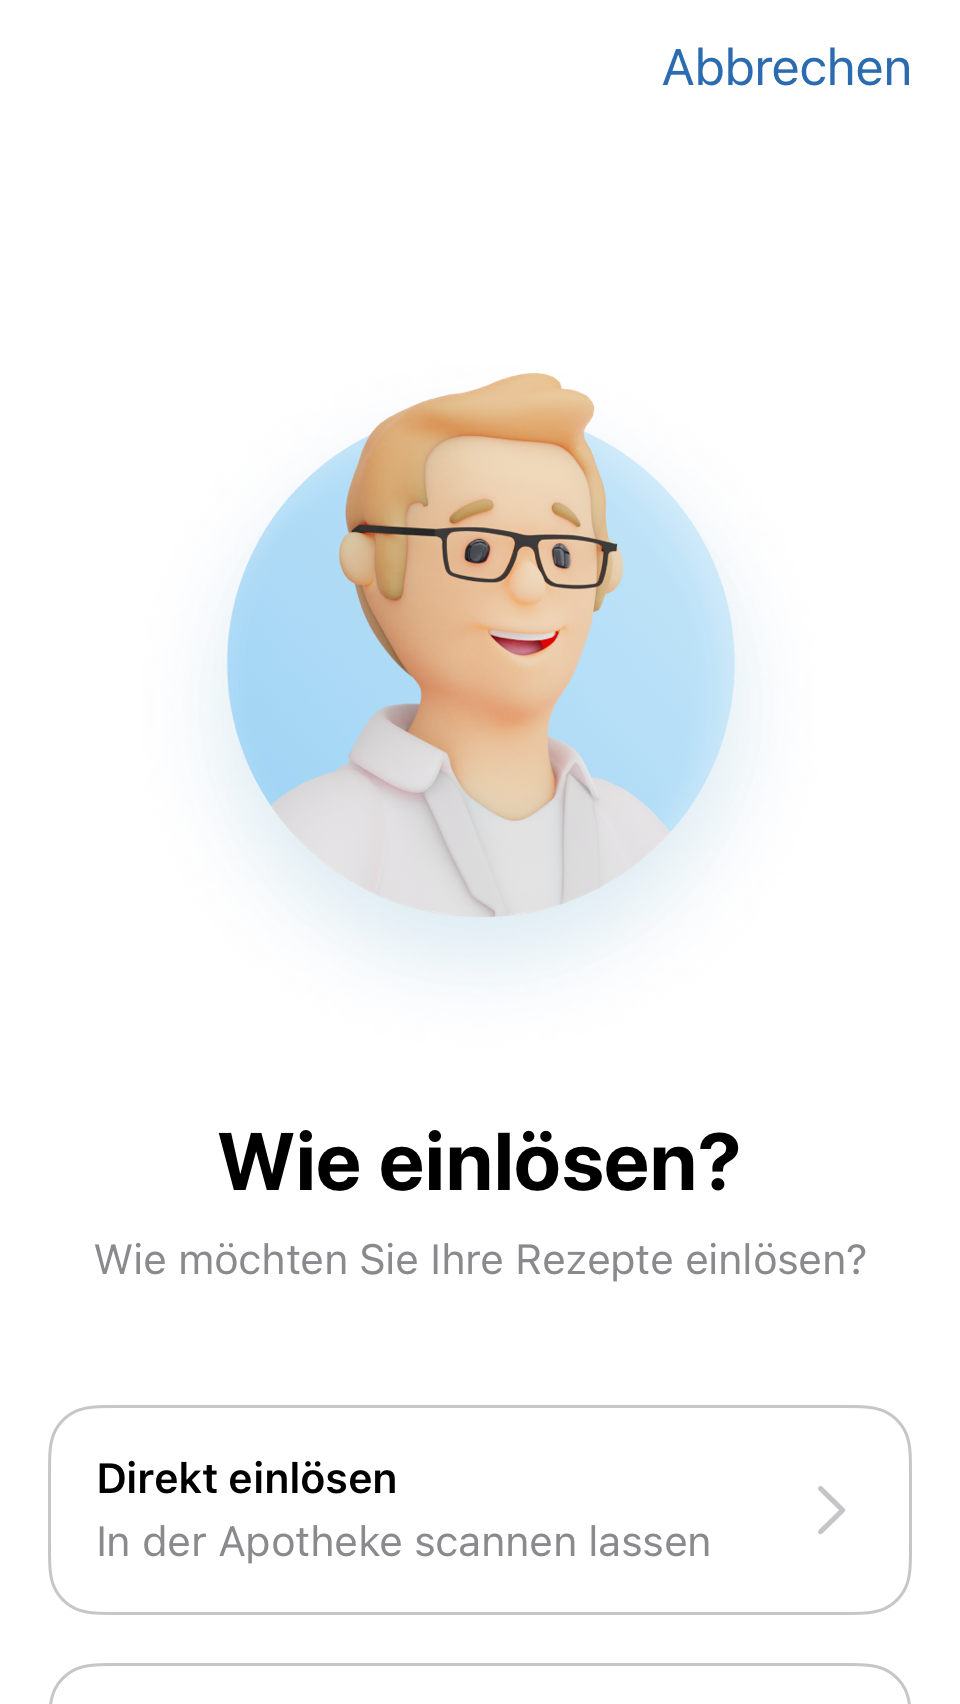 Abbrechen
Wie einlösen?
Wie möchten Sie Ihre Rezepte einlösen?
Direkt einlösen
In der Apotheke scannen lassen